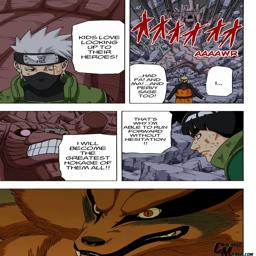 KIDS LOVE
LOOKING
UP TO
THEIR
HEROES!
AAAAWR
I...
...HAD
PA AND
MA!... AND
PERVY
SAGE
TOO!
THAT'S
WHY I'M
ABLE TO
RUN
FORWARD
WITHOUT
HESITATION
!!
I WILL
BECOME
THE
GREATEST
HOKAGE OF
THEM ALL!!